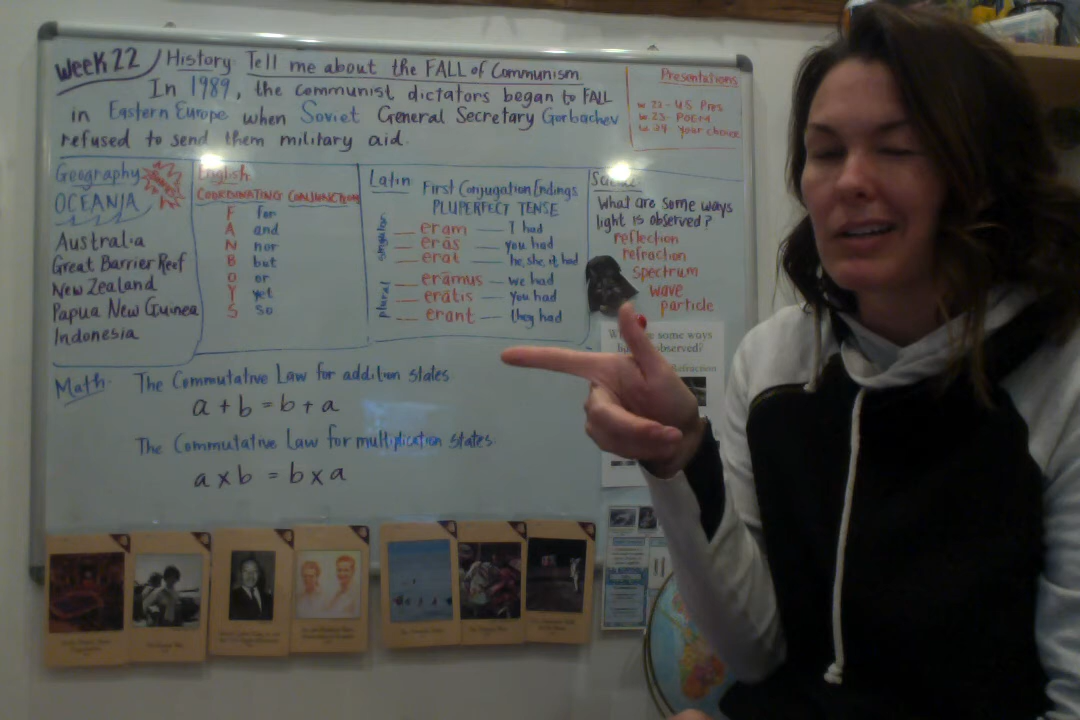 Week 22 History: Tell me about the FALL of Communism
In 1989, the communist dictators began to FALL
in Eastern Europe when Soviet General Secretary Gorbachev
refused to send them military aid.
Presentations
w 22 - US Pres
w 23 - POEM
w 24 your choice
Geography
OCEANIA
Australia
Great Barrier Reef
New Zealand
Papua New Guinea
Indonesia
English
COORDINATING CONJUNCTION
F for
A and
N nor
B but
O or
Y yet
S so
Latin
First Conjugation Endings
PLUPERFECT TENSE
singular
eram — I had
erās — you had
erat — he, she, it had
plural
erāmus — we had
erātis — you had
erant — they had
What are some ways
light is observed?
reflection
refraction
spectrum
wave
particle
Math:
The Commutative Law for addition states:
a + b = b + a
The Commutative Law for multiplication states:
a x b = b x a